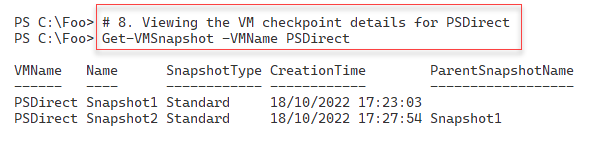 PS C:\Foo> # 8. Viewing the VM checkpoint details for PSDirect
PS C:\Foo> Get-VMSnapshot -VMName PSDirect
VMName   Name      SnapshotType CreationTime        ParentSnapshotName
------   ----      ------------ ------------        ------------------
PSDirect Snapshot1 Standard     18/10/2022 17:23:03
PSDirect Snapshot2 Standard     18/10/2022 17:27:54 Snapshot1